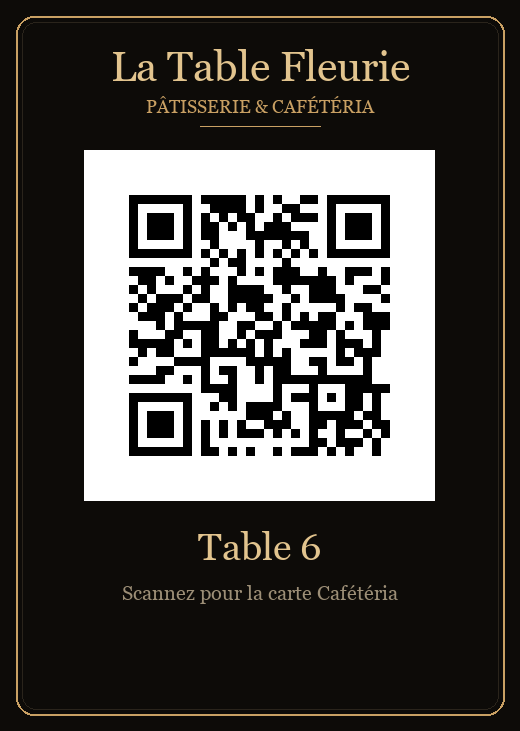 La Table Fleurie
PÂTISSERIE & CAFÉTÉRIA
Table 6
Scannez pour la carte Cafétéria